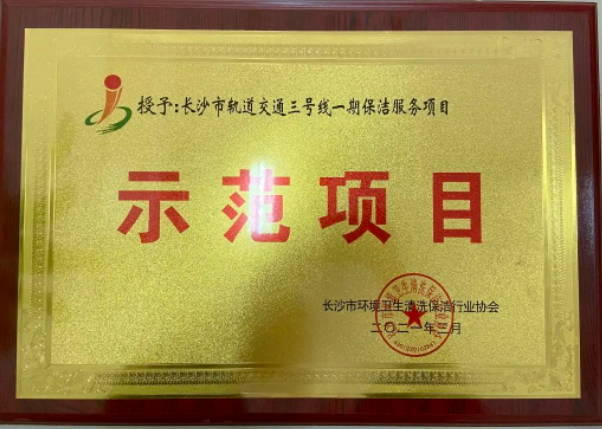 授予:长沙市轨道交通三号线一期保洁服务项目
示范项目
长沙市环境卫生清洗保洁行业协会
二〇二一年 月